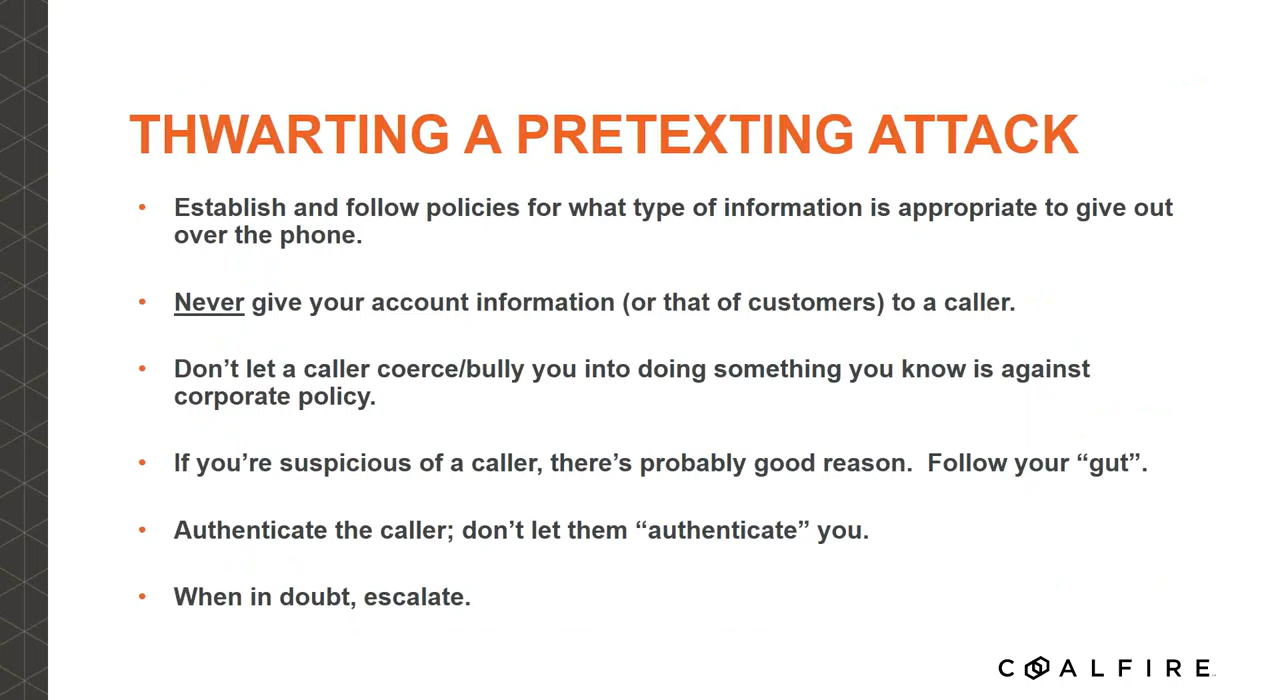 THWARTING A PRETEXTING ATTACK
• Establish and follow policies for what type of information is appropriate to give out
over the phone.
• Never give your account information (or that of customers) to a caller.
• Don’t let a caller coerce/bully you into doing something you know is against
corporate policy.
• If you’re suspicious of a caller, there’s probably good reason.  Follow your “gut”.
• Authenticate the caller; don’t let them “authenticate” you.
• When in doubt, escalate.
COALFIRE